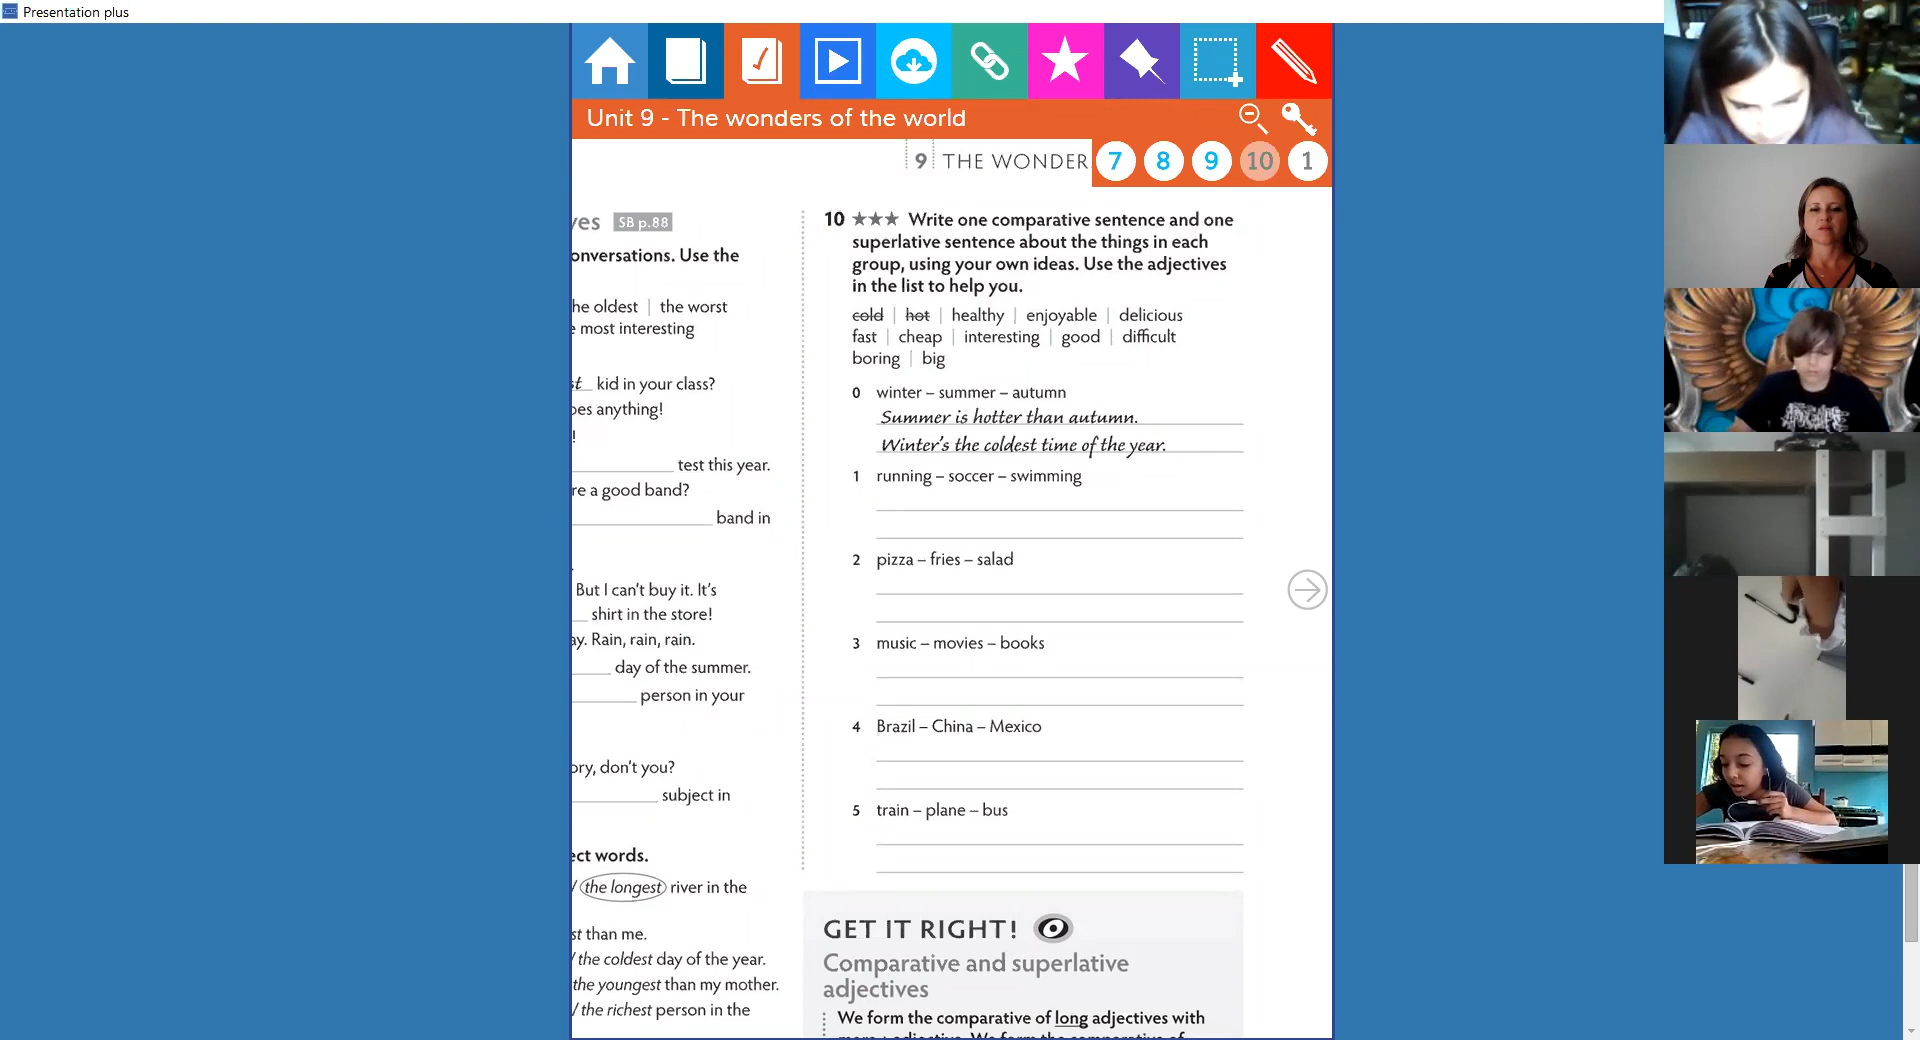 Presentation plus
Unit 9 - The wonders of the world
9 THE WONDER
7 8 9 10 1
SB p.88
onversations. Use the
he oldest | the worst
most interesting
st kid in your class?
oes anything!
!
test this year.
re a good band?
band in
.
But I can't buy it. It's
shirt in the store!
ay. Rain, rain, rain.
day of the summer.
person in your
ory, don't you?
subject in
ect words.
/ the longest river in the
st than me.
/ the coldest day of the year.
the youngest than my mother.
/ the richest person in the
10 ★★★ Write one comparative sentence and one
superlative sentence about the things in each
group, using your own ideas. Use the adjectives
in the list to help you.
cold | hot | healthy | enjoyable | delicious
fast | cheap | interesting | good | difficult
boring | big
0 winter – summer – autumn
Summer is hotter than autumn.
Winter's the coldest time of the year.
1 running – soccer – swimming
2 pizza – fries – salad
3 music – movies – books
4 Brazil – China – Mexico
5 train – plane – bus
GET IT RIGHT!
Comparative and superlative
adjectives
We form the comparative of long adjectives with